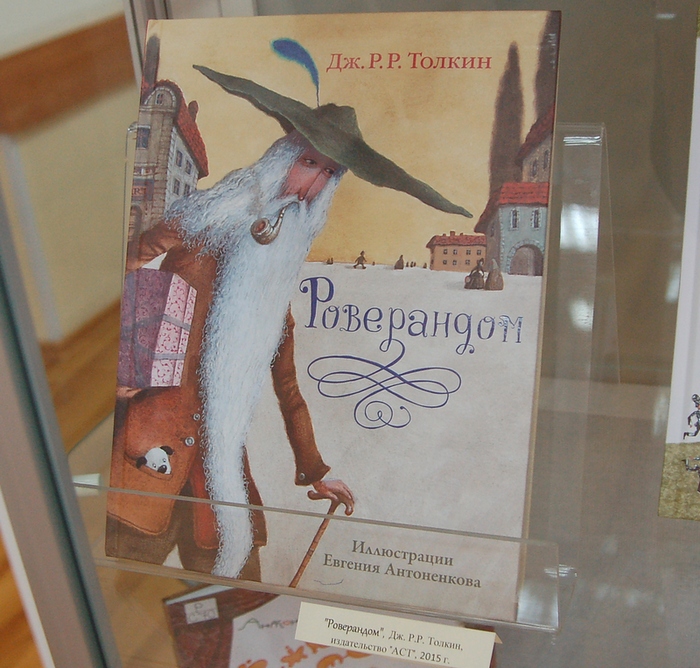 Дж. Р. Р. Толкин
Роверандом
Иллюстрации
Евгения Антоненкова
"Роверандом", Дж. Р.Р. Толкин,
издательство "АСТ", 2015 г.